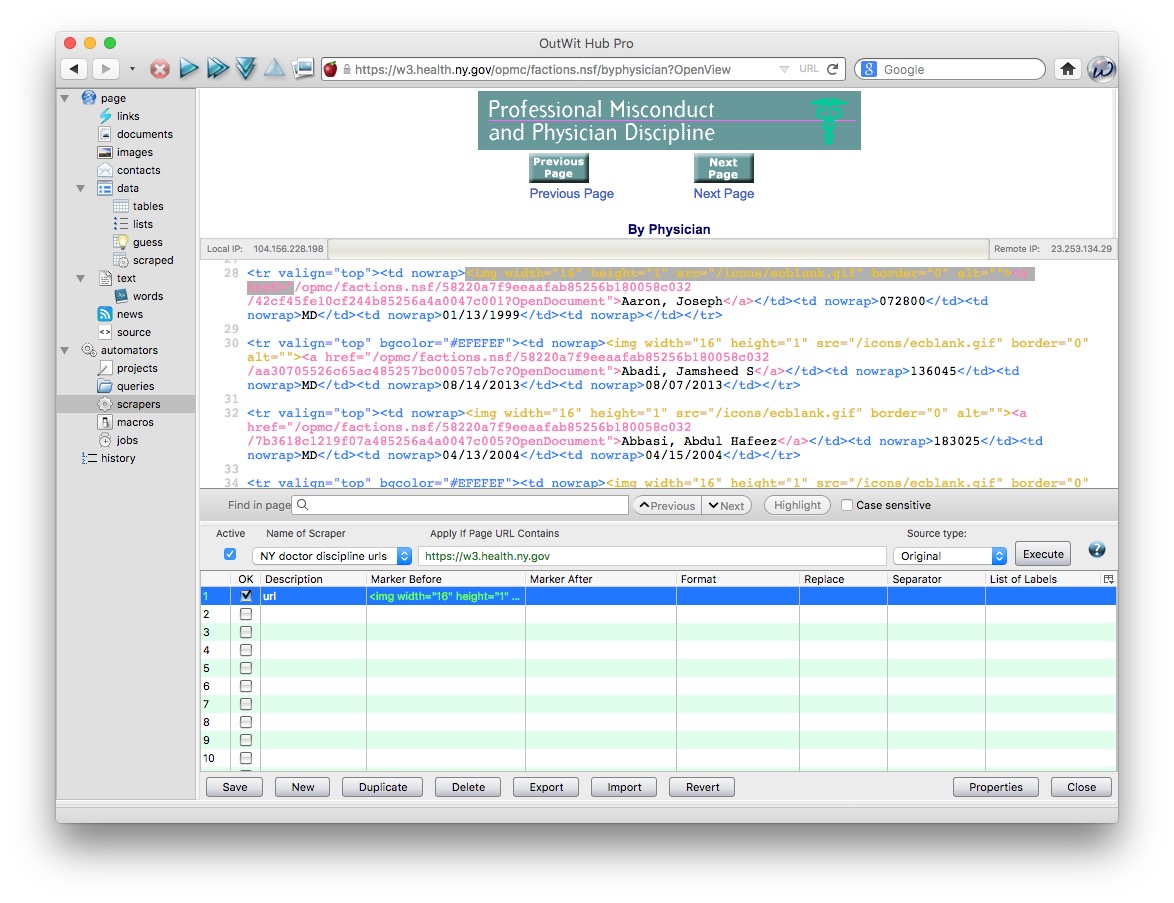 OutWit Hub Pro
https://w3.health.ny.gov/opmc/factions.nsf/byphysician?OpenView URL Google
page
links
documents
images
contacts
data
tables
lists
guess
scraped
text
words
news
source
automators
projects
queries
scrapers
macros
jobs
history
Professional Misconduct
and Physician Discipline
Previous Page Next Page
Previous Page Next Page
By Physician
Local IP: 104.156.228.198 Remote IP: 23.253.134.29
27
28 <tr valign="top"><td nowrap><img width="16" height="1" src="/icons/ecblank.gif" border="0" alt=""><a
href="/opmc/factions.nsf/58220a7f9eeaafab85256b180058c032
/42cf45fe10cf244b85256a4a0047c001?OpenDocument">Aaron, Joseph</a></td><td nowrap>072800</td><td
nowrap>MD</td><td nowrap>01/13/1999</td><td nowrap></td></tr>
29
30 <tr valign="top" bgcolor="#EFEFEF"><td nowrap><img width="16" height="1" src="/icons/ecblank.gif" border="0"
alt=""><a href="/opmc/factions.nsf/58220a7f9eeaafab85256b180058c032
/aa30705526c65ac485257bc00057cb7c?OpenDocument">Abadi, Jamsheed S</a></td><td nowrap>136045</td><td
nowrap>MD</td><td nowrap>08/14/2013</td><td nowrap>08/07/2013</td></tr>
31
32 <tr valign="top"><td nowrap><img width="16" height="1" src="/icons/ecblank.gif" border="0" alt=""><a
href="/opmc/factions.nsf/58220a7f9eeaafab85256b180058c032
/7b3618c1219f07a485256a4a0047c005?OpenDocument">Abbasi, Abdul Hafeez</a></td><td nowrap>183025</td><td
nowrap>MD</td><td nowrap>04/13/2004</td><td nowrap>04/15/2004</td></tr>
33
34 <tr valign="top" bgcolor="#EFEFEF"><td nowrap><img width="16" height="1" src="/icons/ecblank.gif" border="0"
Find in page Previous Next Highlight Case sensitive
Active Name of Scraper Apply If Page URL Contains Source type:
NY doctor discipline urls https://w3.health.ny.gov Original Execute ?
OK Description Marker Before Marker After Format Replace Separator List of Labels
1 url <img width="16" height="1" ...
2
3
4
5
6
7
8
9
10
Save New Duplicate Delete Export Import Revert Properties Close